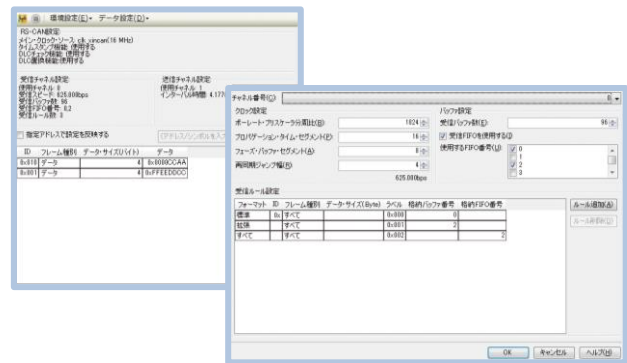 環境設定(E)▾ データ設定(D)▾
RS-CAN設定
メイン・クロック・ソース: clk_xincan(16 MHz)
タイムスタンプ機能: 使用する
DLCチェック機能: 使用する
DLC置換機能: 使用する
受信チャネル設定
使用チャネル: 0
受信スピード: 625.000bps
受信バッファ数: 96
受信FIFO番号: 0,2
受信ルール数: 3
送信チャネル設定
使用チャネル: 1
インターバル時間: 4.177
指定アドレスで設定を反映する
ID フレーム種別 データ・サイズ(バイト) データ
0x010 データ 4
0x001 データ 4 0xFFEEDDCC
チャネル番号(C) 0
クロック設定
ボーレート・プリスケーラ分周比(B) 1024
プロパゲーション・タイム・セグメント(P) 16
フェーズ・バッファ・セグメント(A) 8
再同期ジャンプ幅(R) 4
625.000bps
バッファ設定
受信バッファ数(E) 96
受信FIFOを使用する(I)
使用するFIFO番号(U) 0
1
2
3
受信ルール設定
フォーマット ID フレーム種別 データ・サイズ(Byte) ラベル 格納バッファ番号 格納FIFO番号
標準 0x すべて 0x000 0
拡張 すべて 0x001 2
すべて すべて 0x002 2
ルール追加(A)
ルール削除(D)
OK キャンセル ヘルプ(H)